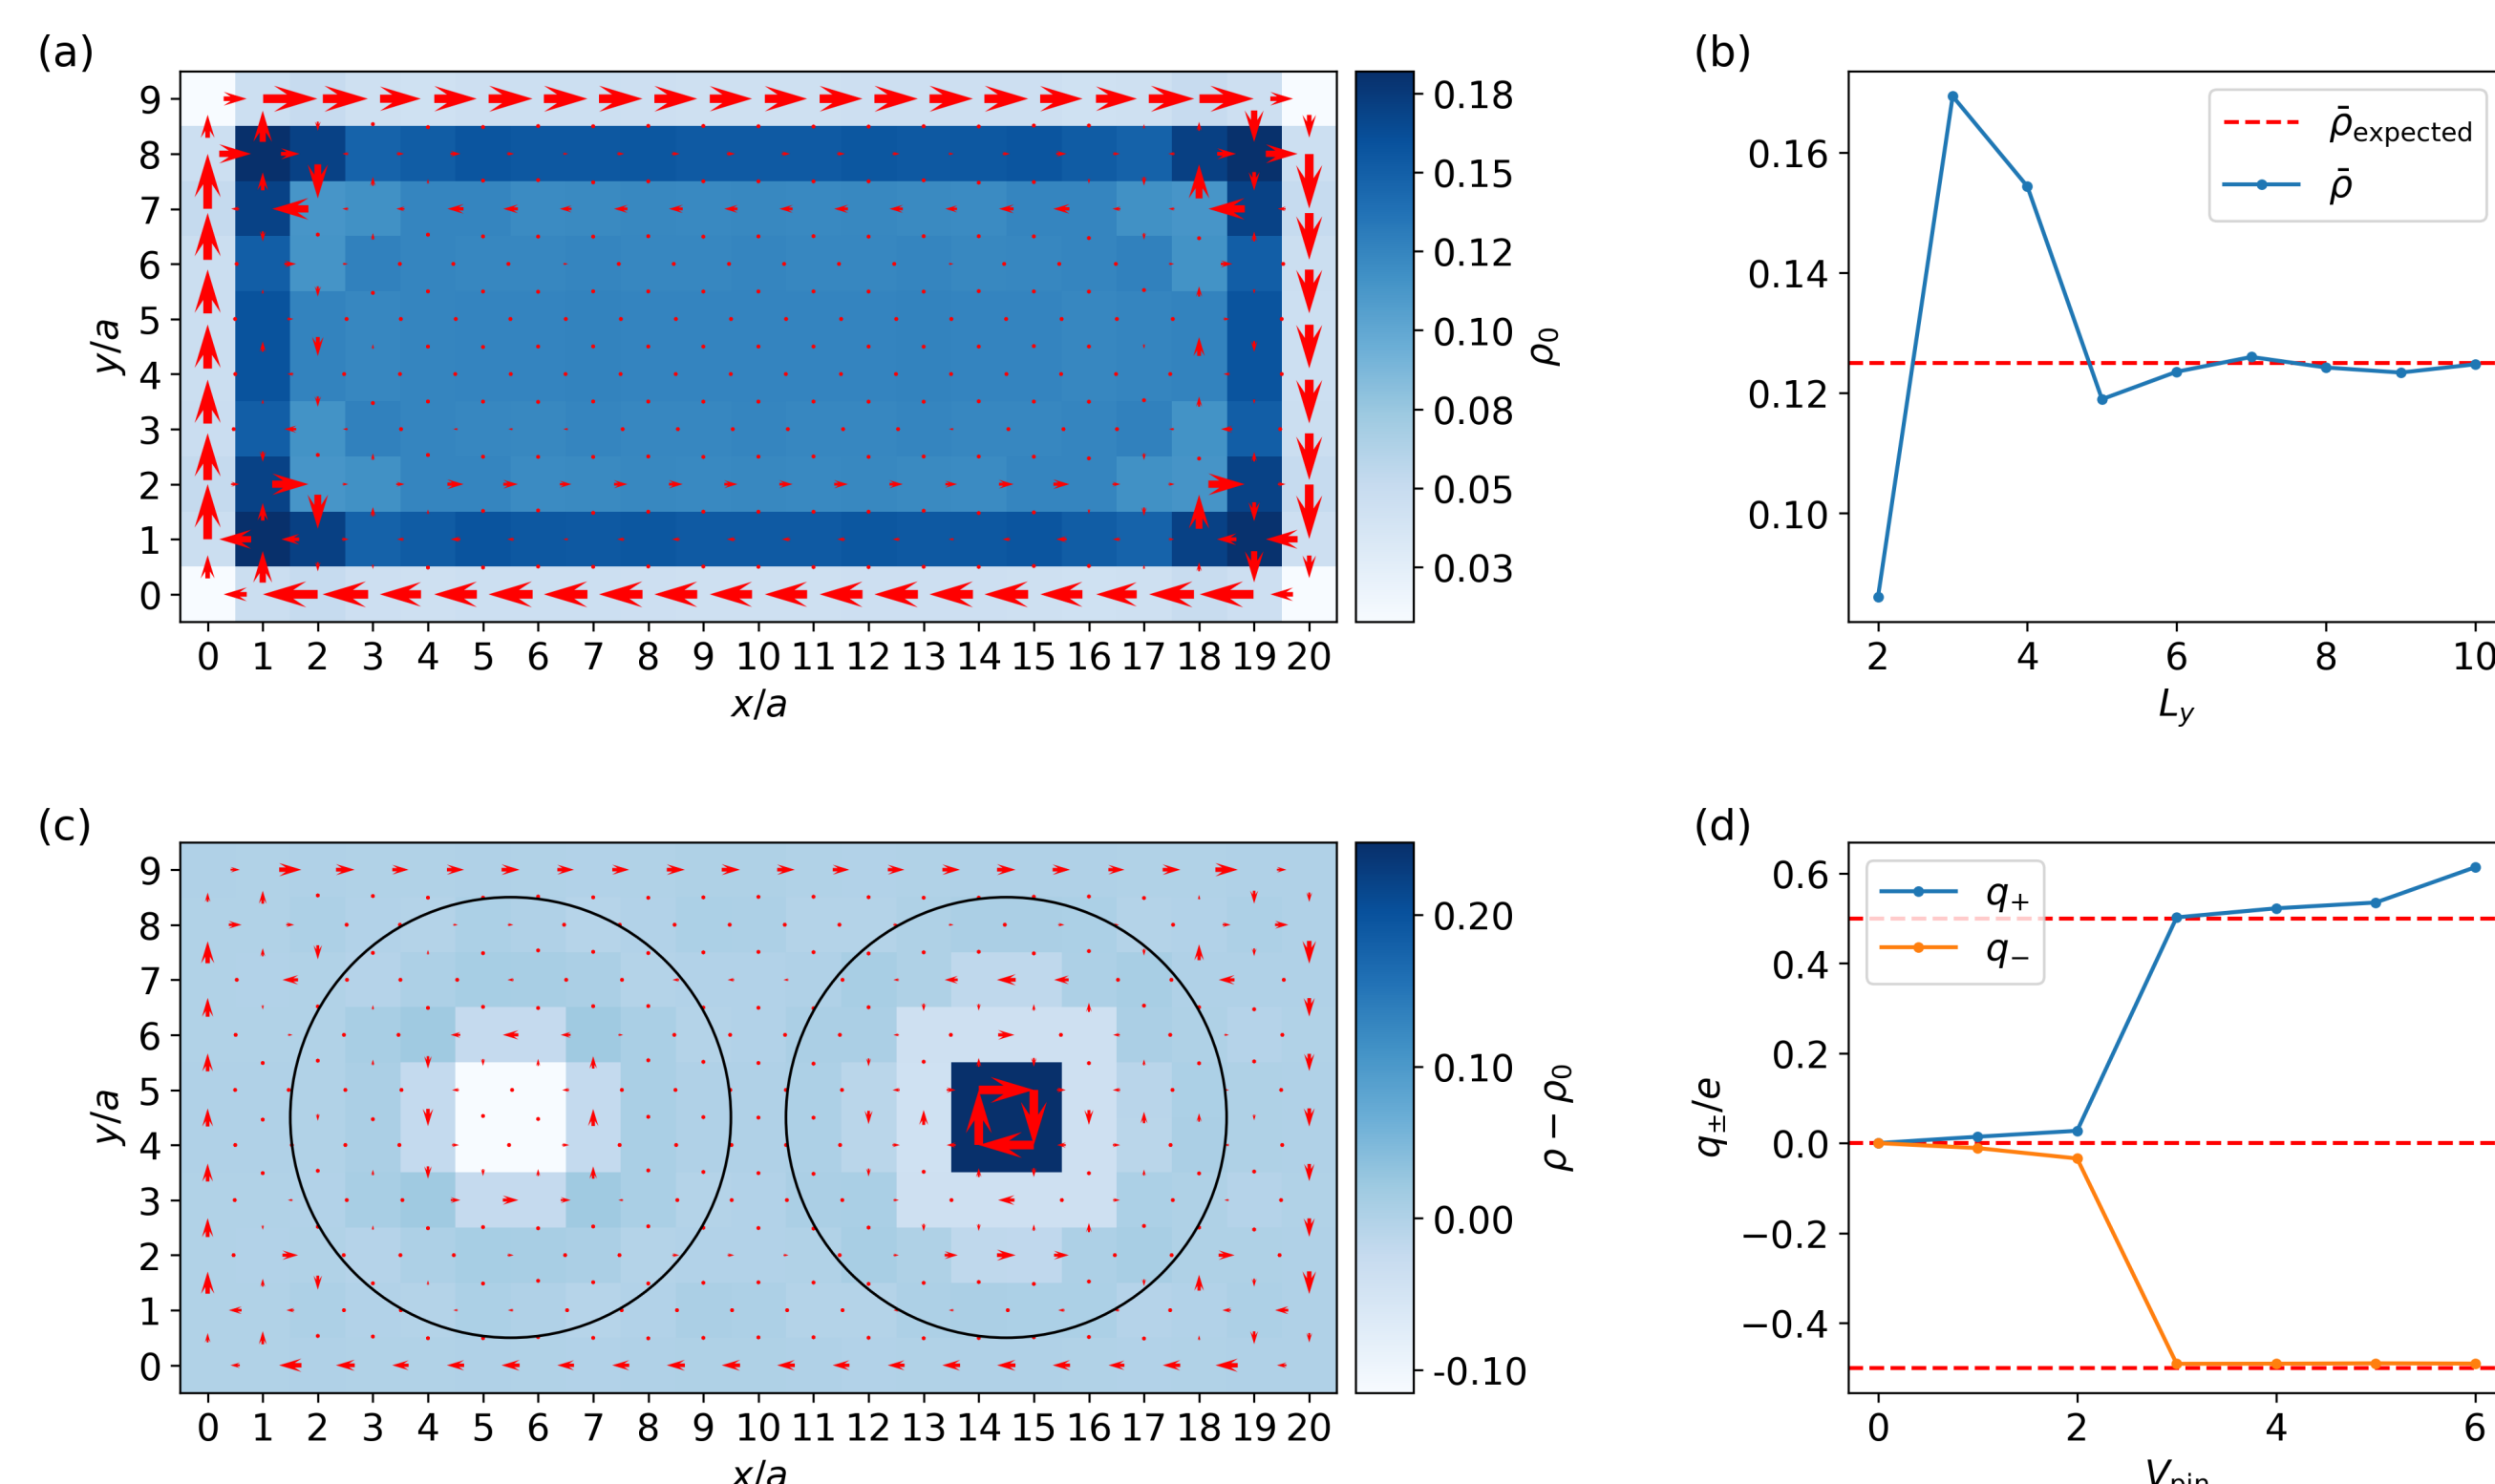 (a)
9
8
7
6
5
4
3
2
1
0
y/a
0 1 2 3 4 5 6 7 8 9 10 11 12 13 14 15 16 17 18 19 20
x/a
0.18
0.15
0.12
0.10
0.08
0.05
0.03
ρ₀
(b)
0.16
0.14
0.12
0.10
ρ̄expected
ρ̄
2 4 6 8 10
L_y
(c)
9
8
7
6
5
4
3
2
1
0
y/a
0 1 2 3 4 5 6 7 8 9 10 11 12 13 14 15 16 17 18 19 20
x/a
0.20
0.10
0.00
-0.10
ρ − ρ₀
(d)
0.6
0.4
0.2
0.0
−0.2
−0.4
q±/e
q₊
q₋
0 2 4 6
V_pin